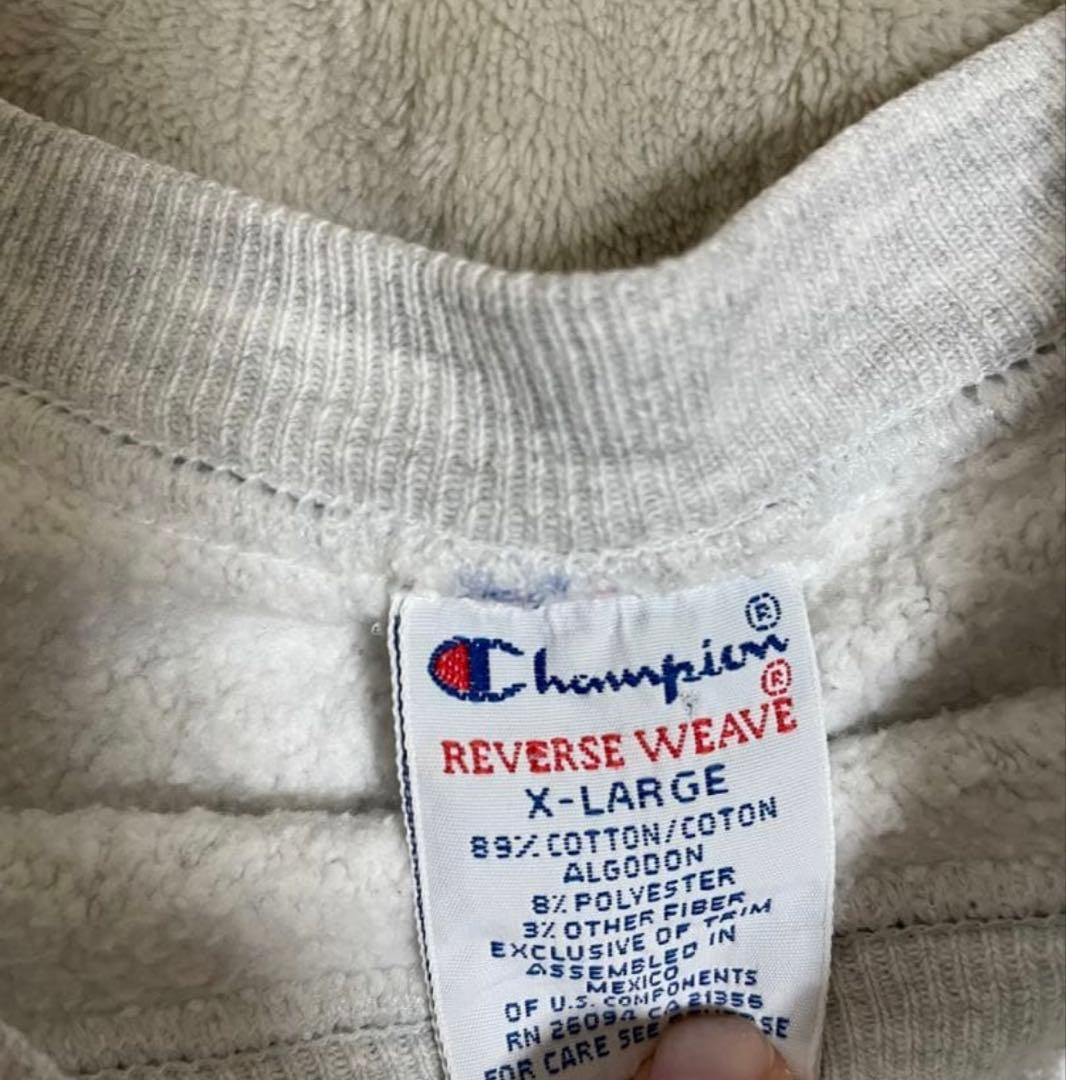 Champion®
®
REVERSE WEAVE
X-LARGE
89% COTTON/COTON
ALGODON
8% POLYESTER
3% OTHER FIBER
EXCLUSIVE OF TRIM
ASSEMBLED IN
MEXICO
OF U.S. COMPONENTS
RN 26094 CA 21356
FOR CARE SEE